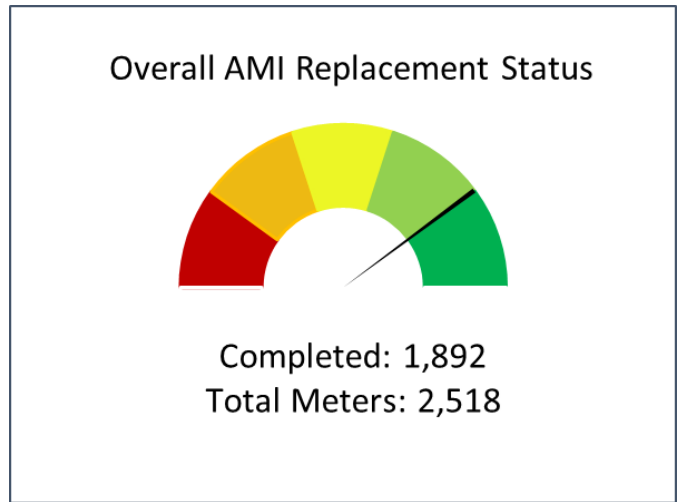 Overall AMI Replacement Status
Completed: 1,892
Total Meters: 2,518